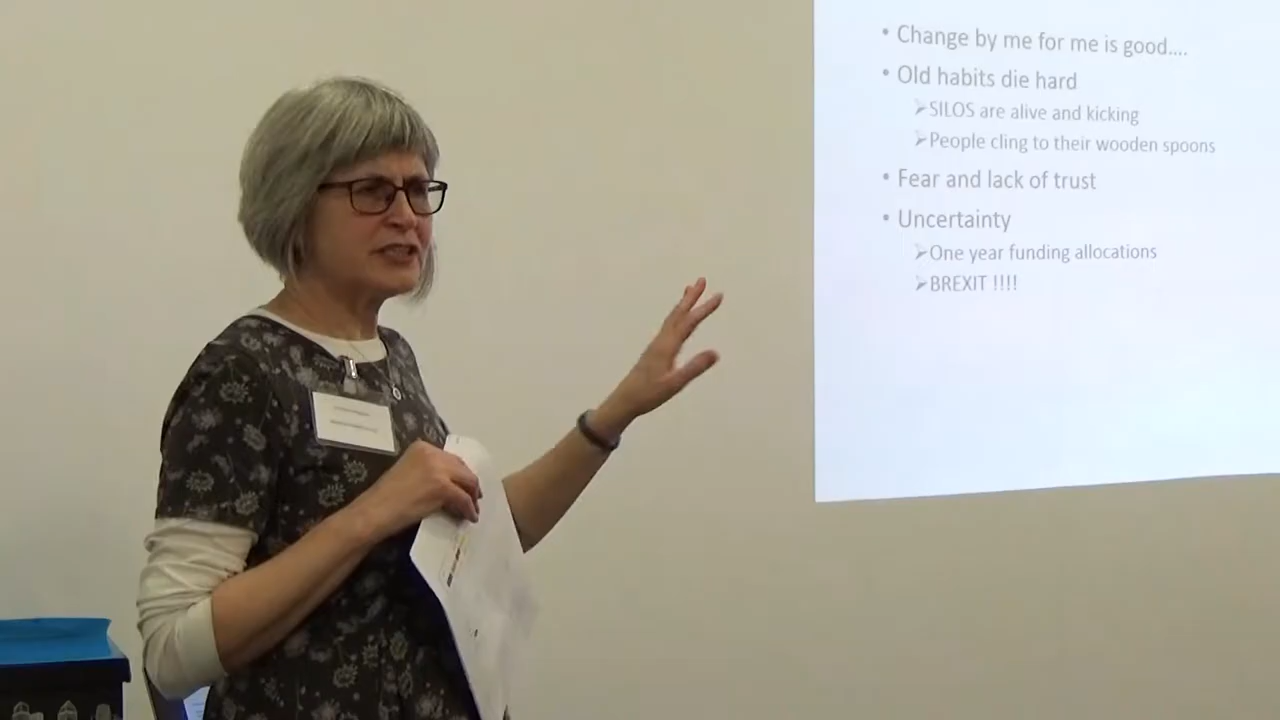 • Change by me for me is good....
• Old habits die hard
➢SILOS are alive and kicking
➢People cling to their wooden spoons
• Fear and lack of trust
• Uncertainty
➢One year funding allocations
➢BREXIT !!!!